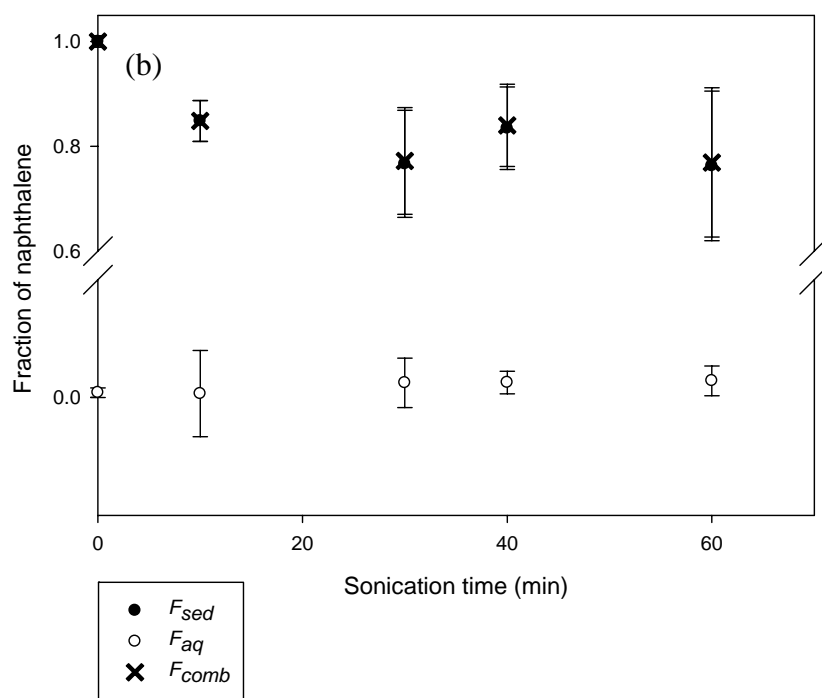 1.0
(b)
0.8
0.6
0.0
Fraction of naphthalene
0 20 40 60
Sonication time (min)
F_sed
F_aq
F_comb